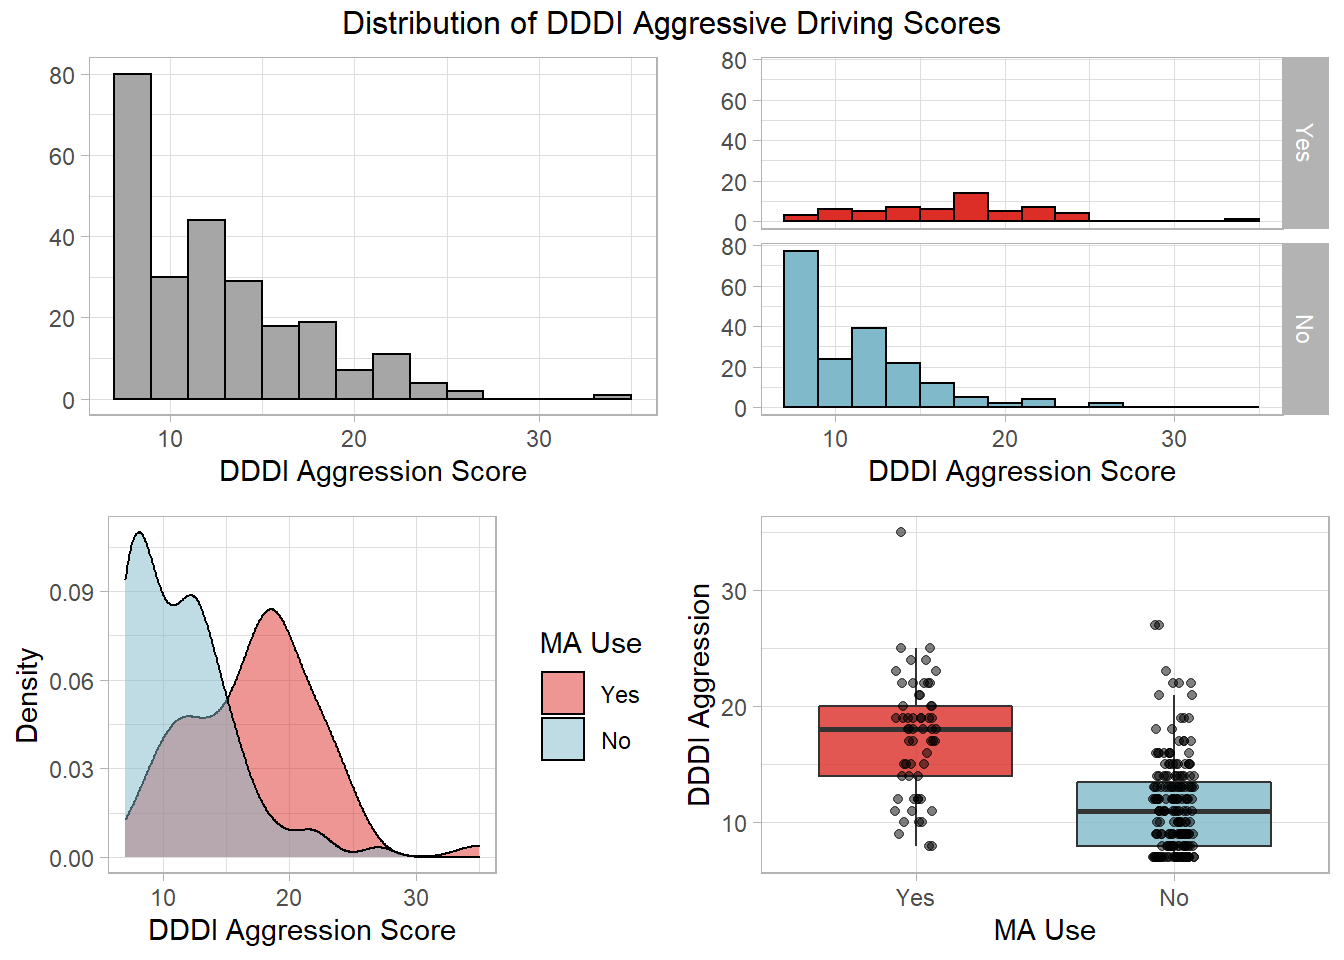 Distribution of DDDI Aggressive Driving Scores
80
60
40
20
0
10 20 30
DDDI Aggression Score
80
60
40
20
0
Yes
80
60
40
20
0
No
10 20 30
DDDI Aggression Score
Density
0.09
0.06
0.03
0.00
10 20 30
DDDI Aggression Score
MA Use
Yes
No
DDDI Aggression
30
20
10
Yes No
MA Use